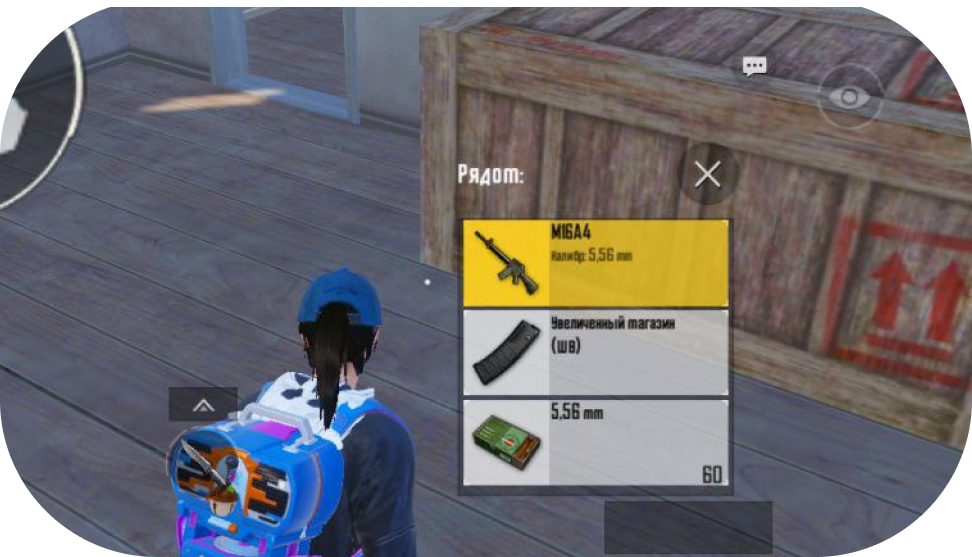 Рядом:
M16A4
Калибр: 5,56 mm
Увеличенный магазин
(ШВ)
5,56 mm
60